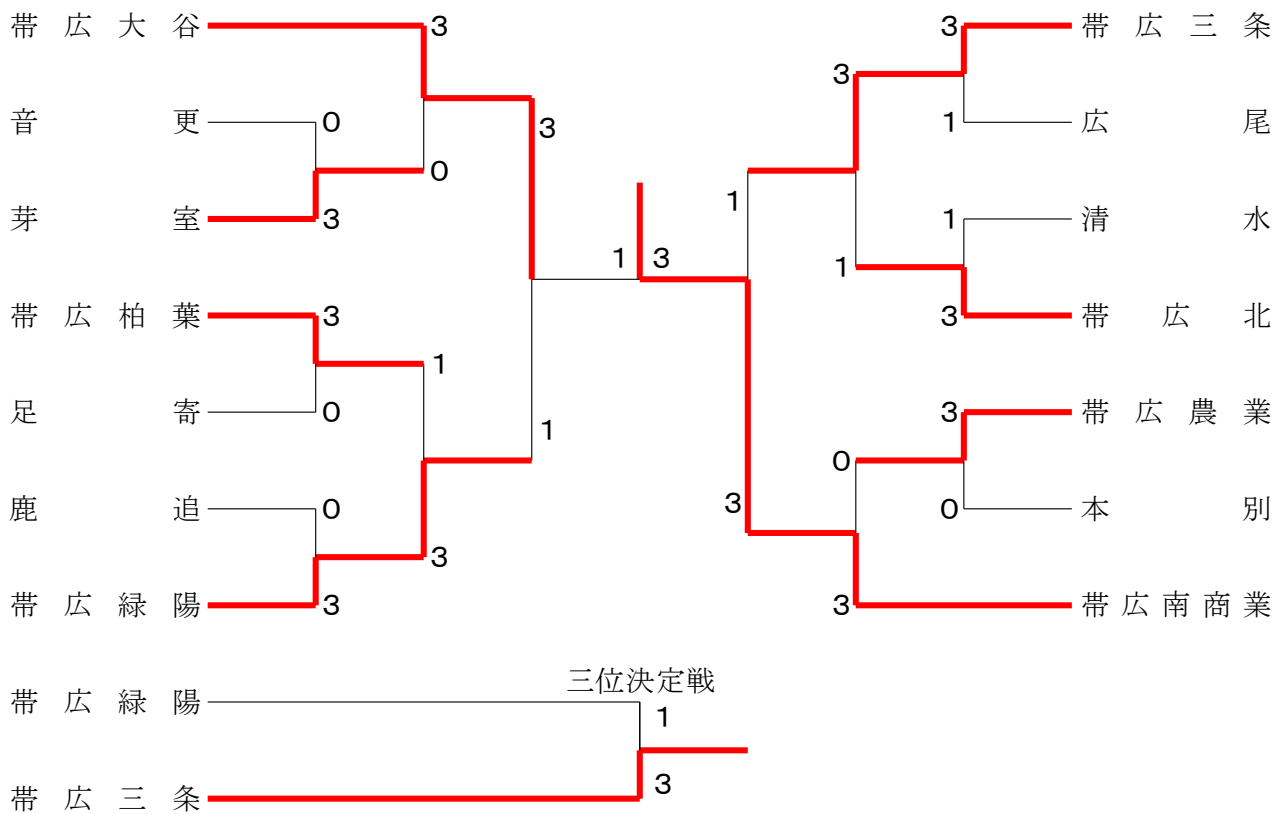 帯広大谷 3 3 帯広三条
3
音更 0 3 1 広尾
0
芽室 3 1 1 清水
1 3 1
帯広柏葉 3 3 帯広北
1
足寄 0 1 3 帯広農業
0
鹿追 0 3 0 本別
3
帯広緑陽 3 3 帯広南商業
三位決定戦
帯広緑陽 1
帯広三条 3